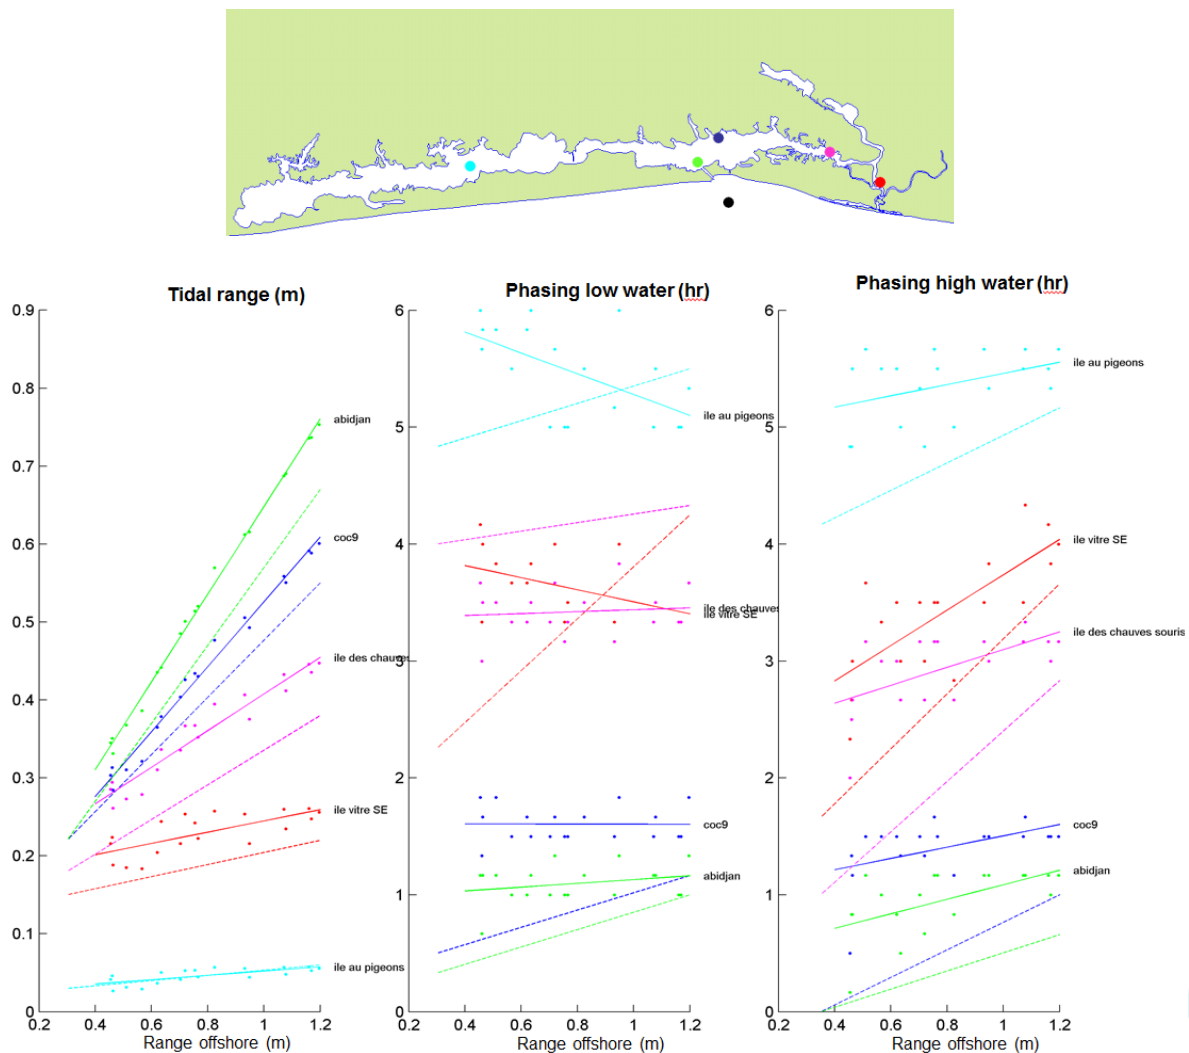 Tidal range (m)
Phasing low water (hr)
Phasing high water (hr)
0.9
0.8
0.7
0.6
0.5
0.4
0.3
0.2
0.1
0
abidjan
coc9
ile des chauves
ile vitre SE
ile au pigeons
0.2
0.4
0.6
0.8
1
1.2
Range offshore (m)
6
5
4
3
2
1
0
ile au pigeons
ile des chauves
ile vitre SE
coc9
abidjan
0.2
0.4
0.6
0.8
1
1.2
Range offshore (m)
6
5
4
3
2
1
0
ile au pigeons
ile vitre SE
ile des chauves souris
coc9
abidjan
0.2
0.4
0.6
0.8
1
1.2
Range offshore (m)